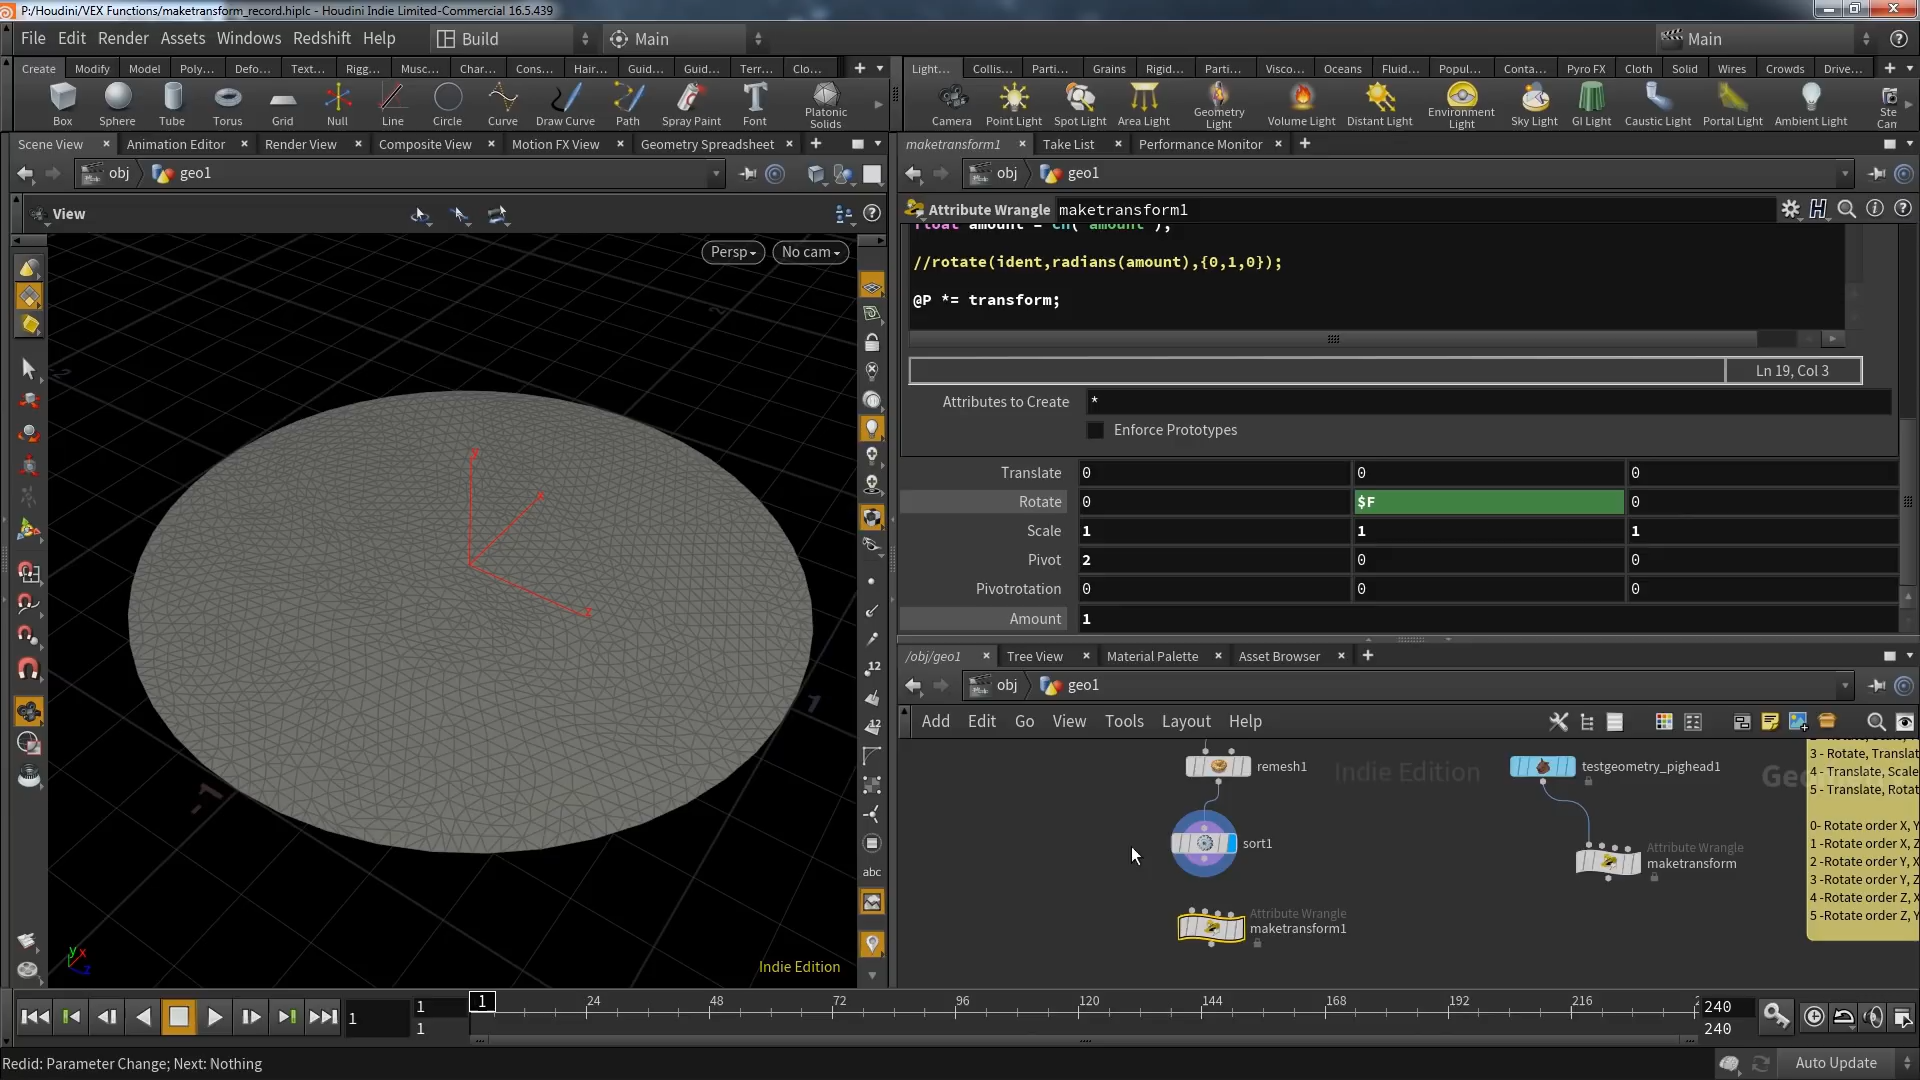 P:/Houdini/VEX Functions/maketransform_record.hiplc - Houdini Indie Limited-Commercial 16.5.439
File Edit Render Assets Windows Redshift Help Build Main Main
Create Modify Model Poly... Defo... Text... Rigg... Musc... Char... Cons... Hair... Guid... Guid... Terr... Clo...
Light... Collis... Parti... Grains Rigid... Parti... Visco... Oceans Fluid... Popul... Conta... Pyro FX Cloth Solid Wires Crowds Drive...
Box Sphere Tube Torus Grid Null Line Circle Curve Draw Curve Path Spray Paint Font Platonic Solids
Camera Point Light Spot Light Area Light Geometry Light Volume Light Distant Light Environment Light Sky Light GI Light Caustic Light Portal Light Ambient Light Ste Can
Scene View Animation Editor Render View Composite View Motion FX View Geometry Spreadsheet
maketransform1 Take List Performance Monitor
obj geo1
obj geo1
View
Attribute Wrangle maketransform1
Persp No cam
float amount = ch("amount");
//rotate(ident,radians(amount),{0,1,0});
@P *= transform;
Ln 19, Col 3
Attributes to Create *
Enforce Prototypes
Translate 0 0 0
Rotate 0 $F 0
Scale 1 1 1
Pivot 2 0 0
Pivotrotation 0 0 0
Amount 1
/obj/geo1 Tree View Material Palette Asset Browser
obj geo1
Add Edit Go View Tools Layout Help
remesh1
Indie Edition
testgeometry_pighead1
sort1
Attribute Wrangle
maketransform
Attribute Wrangle
maketransform1
3 - Rotate, Translat
4 - Translate, Scale
5 - Translate, Rotat
0- Rotate order X, Y
1 -Rotate order X, Z
2 -Rotate order Y, X
3 -Rotate order Y, Z
4 -Rotate order Z, X
5 -Rotate order Z, Y
y
z
1
12
12
abc
y x
z
Indie Edition
1 1 1 1 24 48 72 96 120 144 168 192 216 240 240
Redid: Parameter Change; Next: Nothing
Auto Update